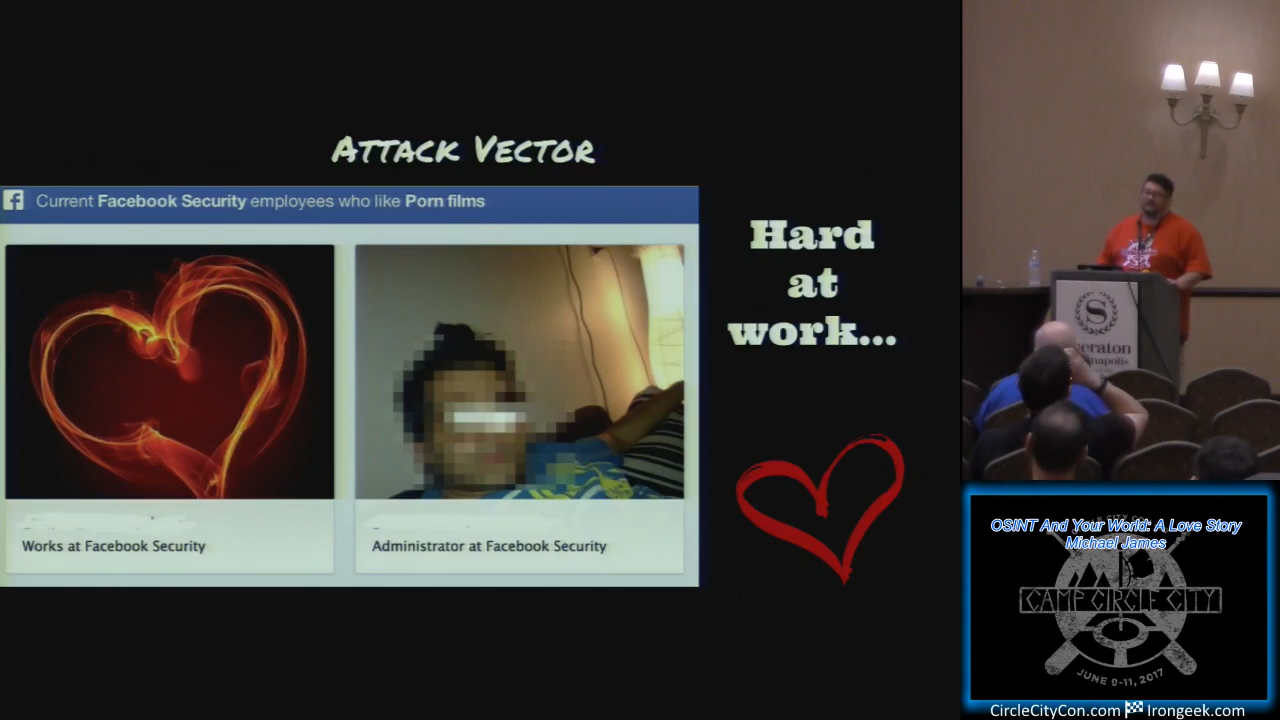 ATTACK VECTOR
Current Facebook Security employees who like Porn films
Works at Facebook Security
Administrator at Facebook Security
Hard
at
work...
S
Sheraton
OSINT And Your World: A Love Story
Michael James
CAMP CIRCLE CITY
JUNE 9-11, 2017
CircleCityCon.com Irongeek.com